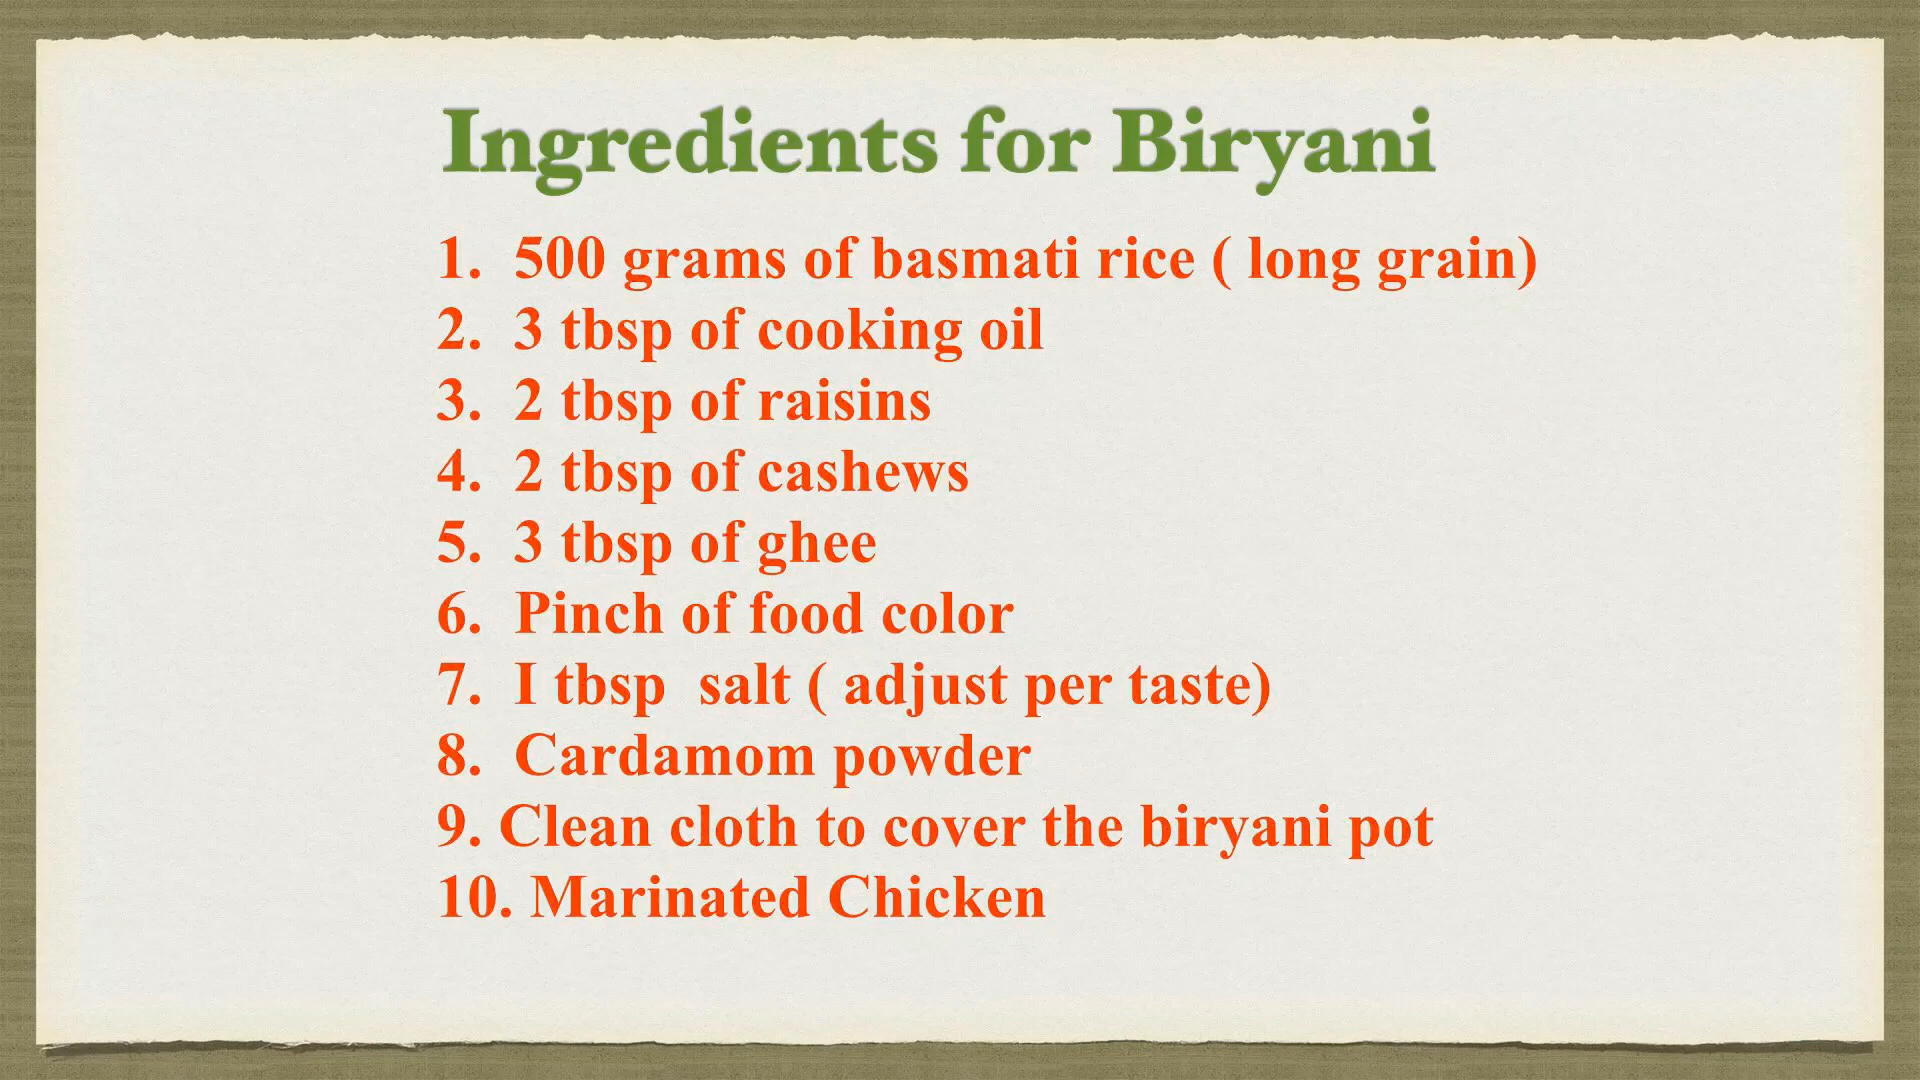 Ingredients for Biryani
1. 500 grams of basmati rice ( long grain)
2. 3 tbsp of cooking oil
3. 2 tbsp of raisins
4. 2 tbsp of cashews
5. 3 tbsp of ghee
6. Pinch of food color
7. I tbsp  salt ( adjust per taste)
8. Cardamom powder
9. Clean cloth to cover the biryani pot
10. Marinated Chicken